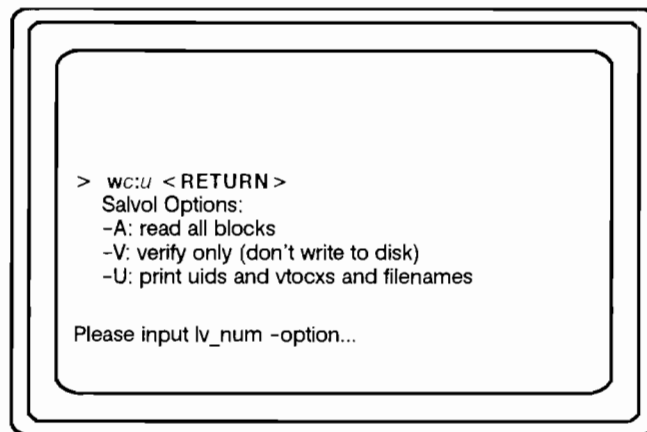 > wc:u <RETURN>
Salvol Options:
-A: read all blocks
-V: verify only (don't write to disk)
-U: print uids and vtocxs and filenames
Please input lv_num -option...